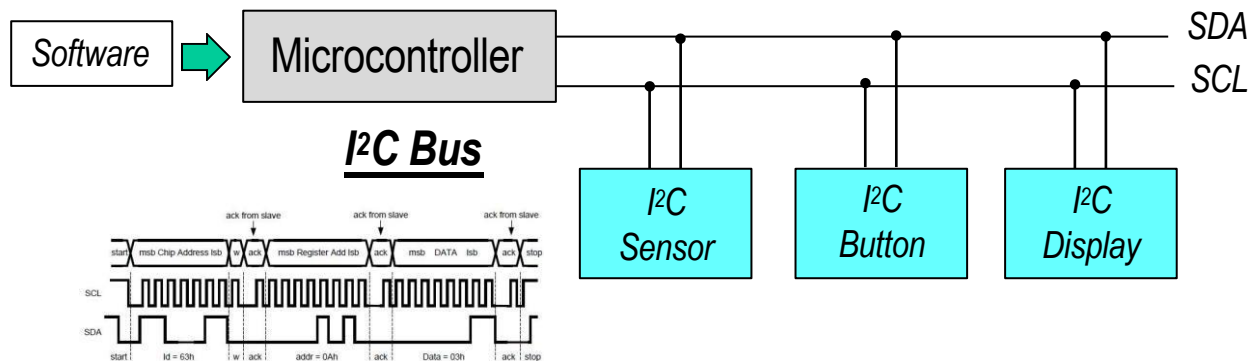 Software
Microcontroller
SDA
SCL
I²C Bus
I²C
Sensor
I²C
Button
I²C
Display
ack from slave ack from slave ack from slave
start msb Chip Address lsb w ack msb Register Add lsb ack msb DATA lsb ack stop
SCL
SDA
start Id = 63h w ack addr = 0Ah ack Data = 03h ack stop